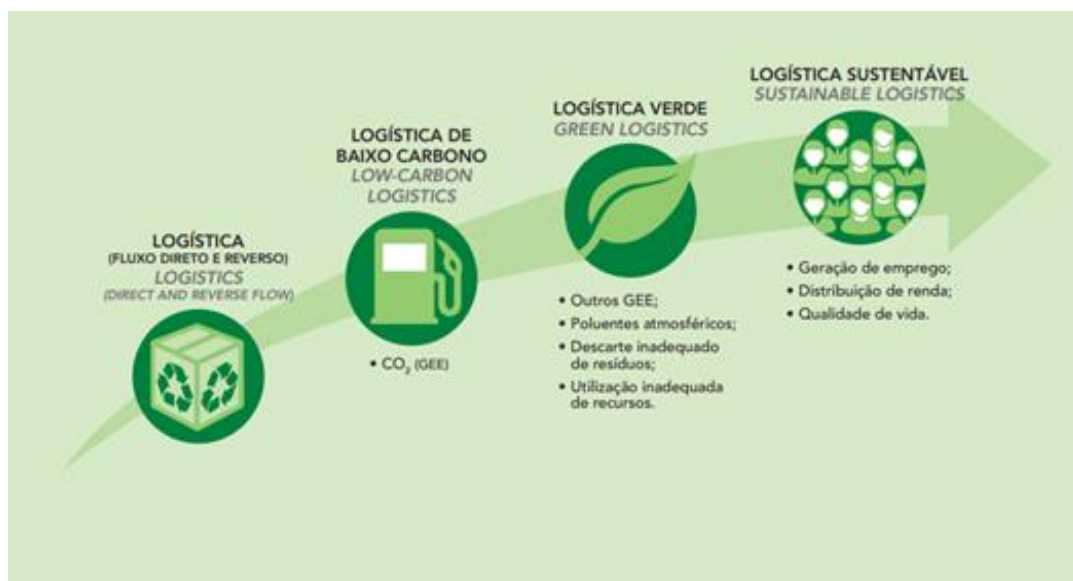 LOGÍSTICA
(FLUXO DIRETO E REVERSO)
LOGISTICS
(DIRECT AND REVERSE FLOW)
LOGÍSTICA DE
BAIXO CARBONO
LOW-CARBON
LOGISTICS
• CO₂ (GEE)
LOGÍSTICA VERDE
GREEN LOGISTICS
• Outros GEE;
• Poluentes atmosféricos;
• Descarte inadequado
de resíduos;
• Utilização inadequada
de recursos.
LOGÍSTICA SUSTENTÁVEL
SUSTAINABLE LOGISTICS
• Geração de emprego;
• Distribuição de renda;
• Qualidade de vida.